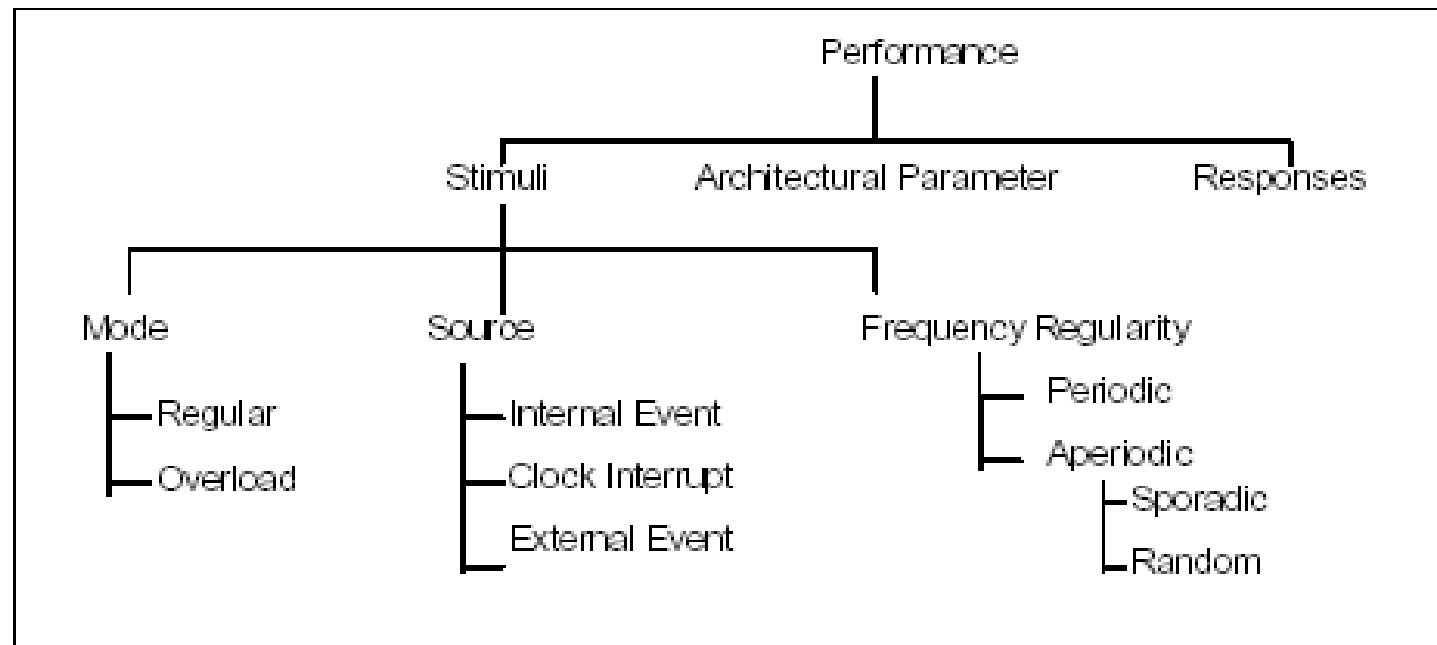 Performance
Stimuli Architectural Parameter Responses
Mode Source Frequency Regularity
Regular Internal Event Periodic
Overload Clock Interrupt Aperiodic
External Event Sporadic
Random